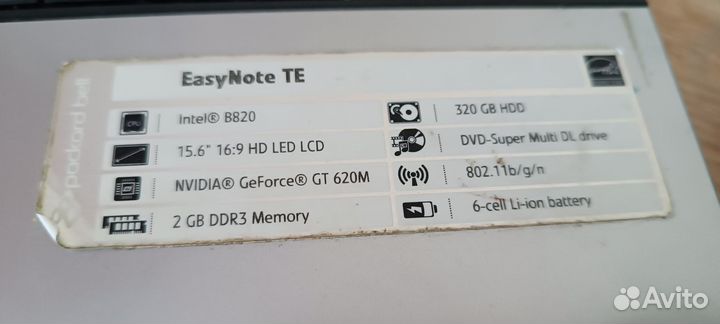 EasyNote TE
packard bell
CPU
Intel® B820
15.6" 16:9 HD LED LCD
NVIDIA® GeForce® GT 620M
2 GB DDR3 Memory
320 GB HDD
DVD-Super Multi DL drive
802.11b/g/n
6-cell Li-ion battery
Avito